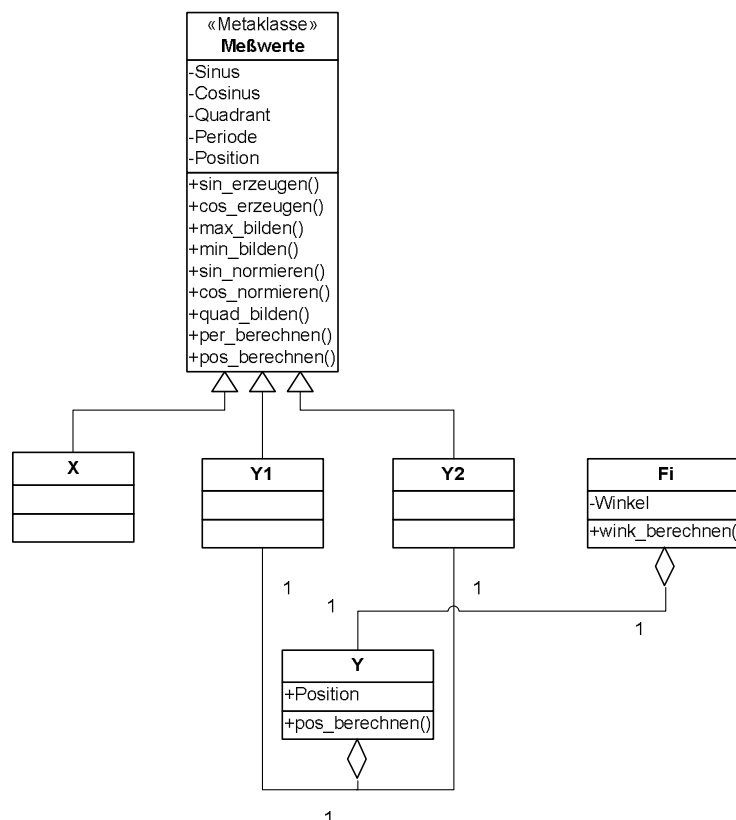 «Metaklasse»
Meßwerte
-Sinus
-Cosinus
-Quadrant
-Periode
-Position
+sin_erzeugen()
+cos_erzeugen()
+max_bilden()
+min_bilden()
+sin_normieren()
+cos_normieren()
+quad_bilden()
+per_berechnen()
+pos_berechnen()
X
Y1
Y2
Fi
-Winkel
+wink_berechnen(
1
1
1
1
Y
+Position
+pos_berechnen()
1